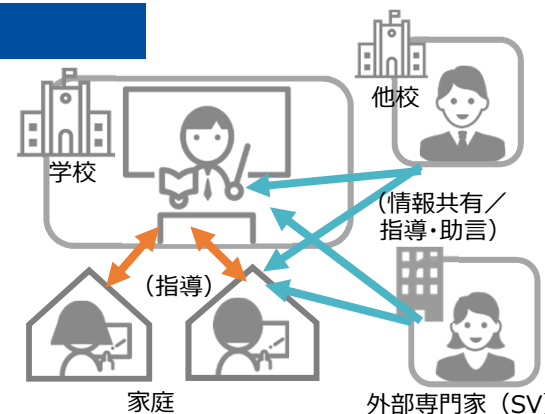 他校
学校
（情報共有／
指導・助言）
（指導）
家庭
外部専門家（SV）